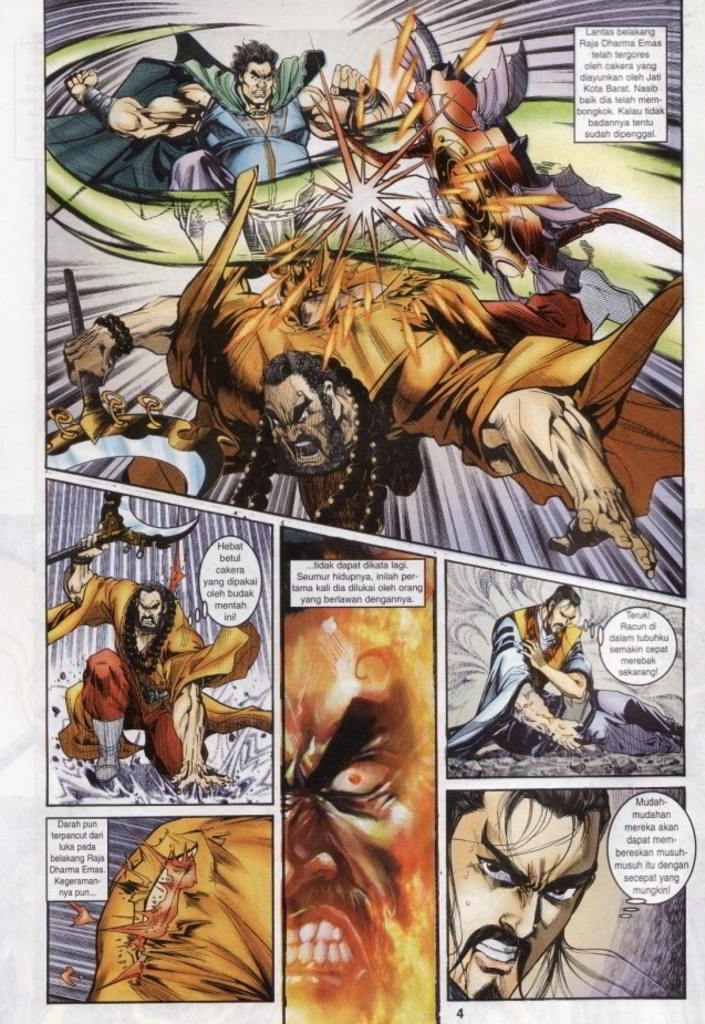 Lantas belakang
Raja Dharma Emas
telah tergores
oleh cakera yang
diayunkan oleh Jati
Kota Barat. Nasib
baik dia telah mem-
bongkok. Kalau tidak
badannya tentu
sudah dipenggal.
Hebat
betul
cakera
yang dipakai
oleh budak
mentah
ini!
Darah pun
terpancut dari
luka pada
belakang Raja
Dharma Emas.
Kegeraman-
nya pun...
...tidak dapat dikata lagi.
Seumur hidupnya, inilah per-
tama kali dia dilukai oleh orang
yang berlawan dengannya.
Teruk!
Racun di
dalam tubuhku
semakin cepat
merebak
sekarang!
Mudah-
mudahan
mereka akan
dapat mem-
bereskan musuh-
musuh itu dengan
secepat yang
mungkin!
4